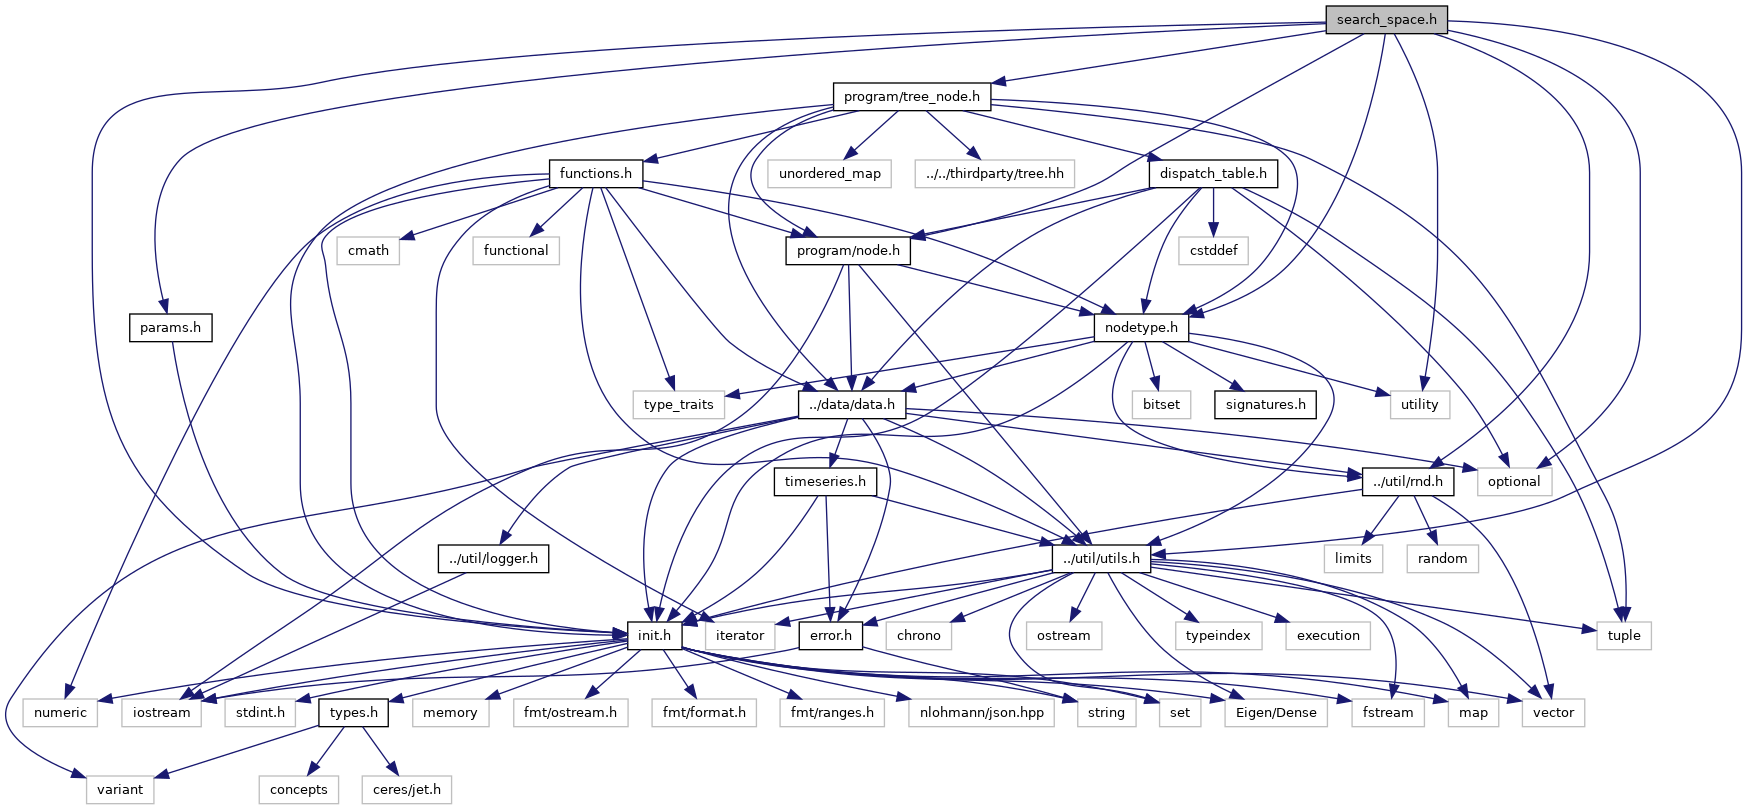 search_space.h
program/tree_node.h
functions.h
unordered_map
../../thirdparty/tree.hh
dispatch_table.h
cmath
functional
program/node.h
cstddef
params.h
nodetype.h
type_traits
../data/data.h
bitset
signatures.h
utility
timeseries.h
../util/rnd.h
optional
../util/logger.h
../util/utils.h
limits
random
init.h
iterator
error.h
chrono
ostream
typeindex
execution
tuple
numeric
iostream
stdint.h
types.h
memory
fmt/ostream.h
fmt/format.h
fmt/ranges.h
nlohmann/json.hpp
string
set
Eigen/Dense
fstream
map
vector
variant
concepts
ceres/jet.h